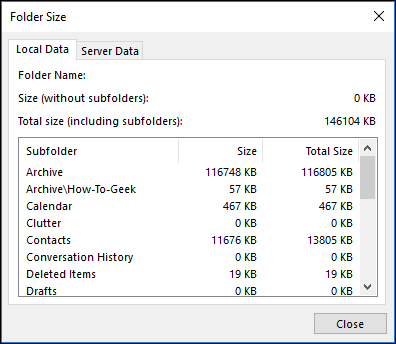 Folder Size
Local Data Server Data
Folder Name:
Size (without subfolders): 0 KB
Total size (including subfolders): 146104 KB
Subfolder Size Total Size
Archive 116748 KB 116805 KB
Archive\How-To-Geek 57 KB 57 KB
Calendar 467 KB 467 KB
Clutter 0 KB 0 KB
Contacts 11676 KB 13805 KB
Conversation History 0 KB 0 KB
Deleted Items 19 KB 19 KB
Drafts 0 KB 0 KB
Close